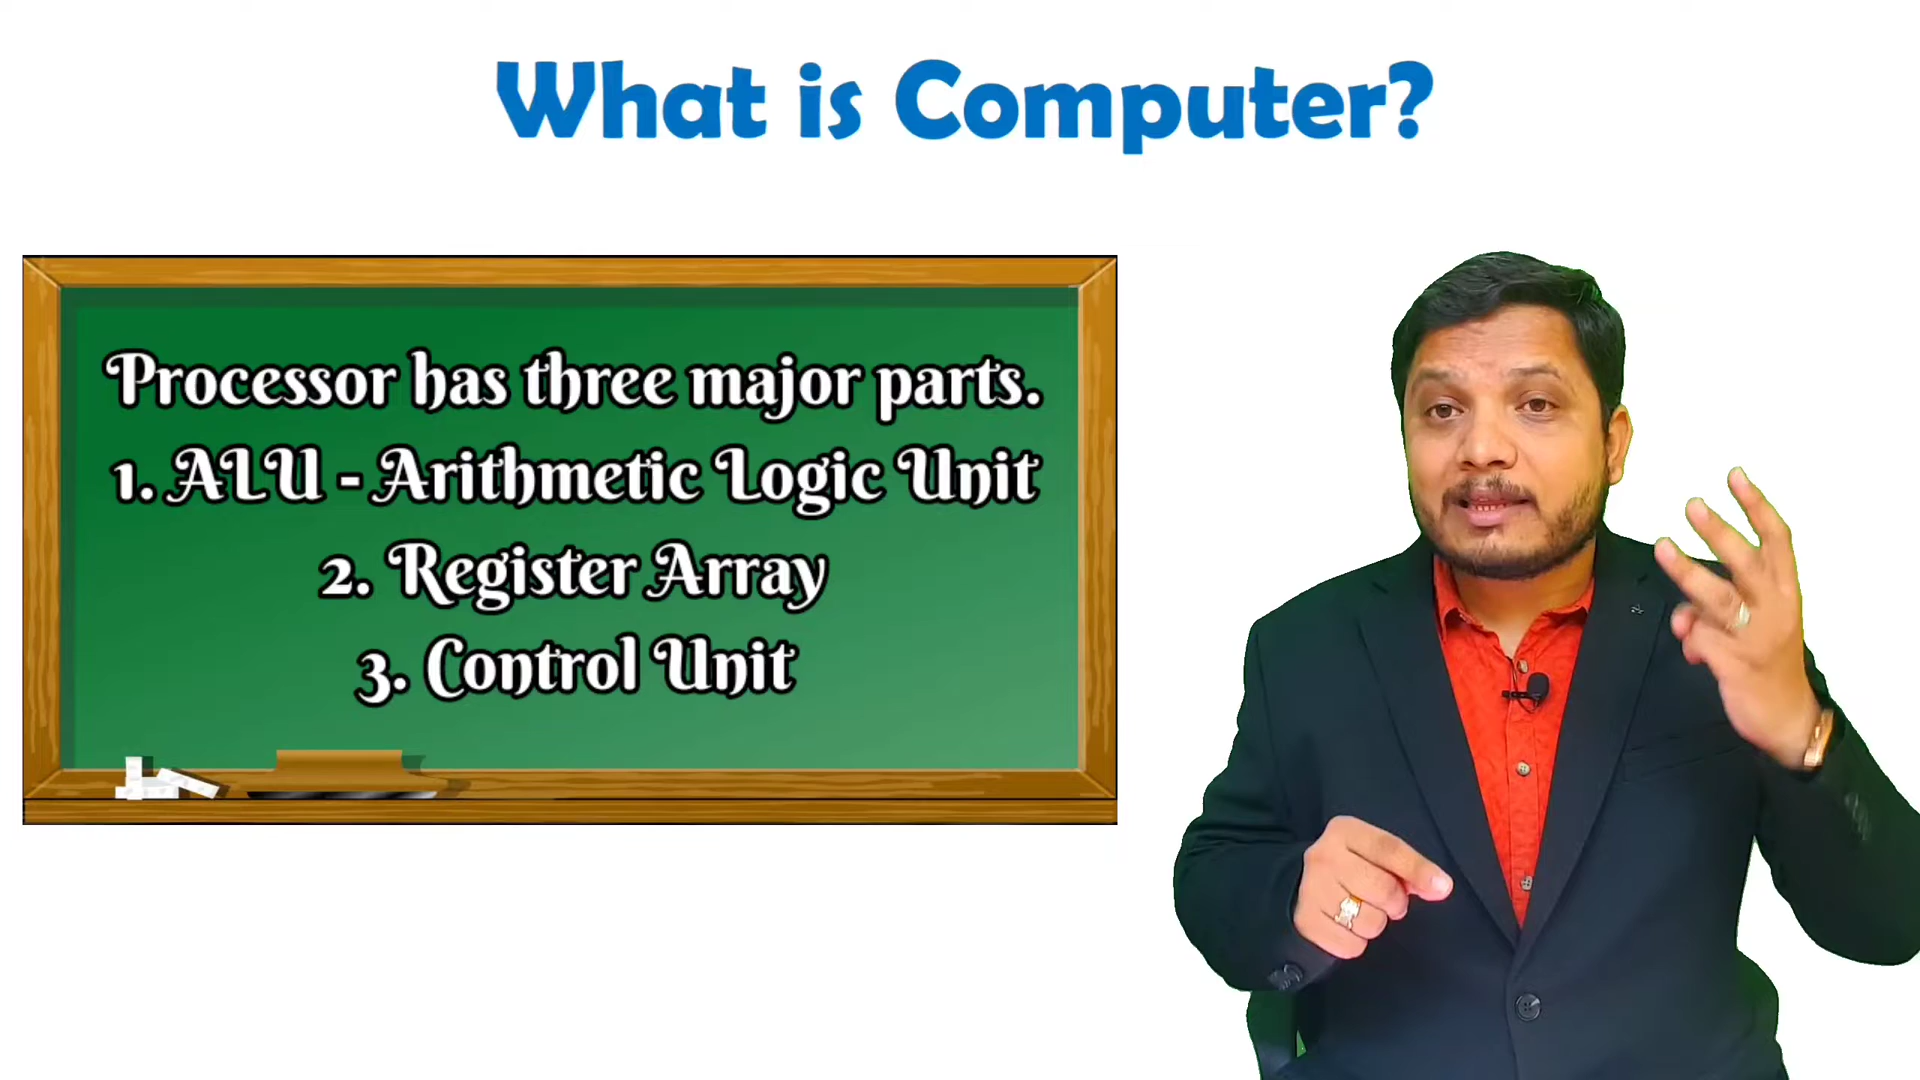 What is Computer?
Processor has three major parts.
1. ALU - Arithmetic Logic Unit
2. Register Array
3. Control Unit